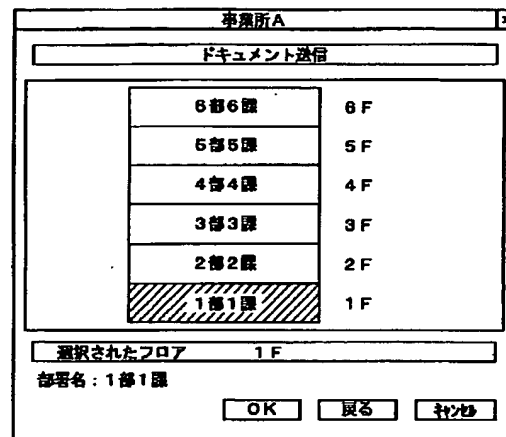 事業所A
ドキュメント送信
6部6課 6F
5部5課 5F
4部4課 4F
3部3課 3F
2部2課 2F
1部1課 1F
選択されたフロア 1F
部署名:1部1課
OK 戻る キャンセル